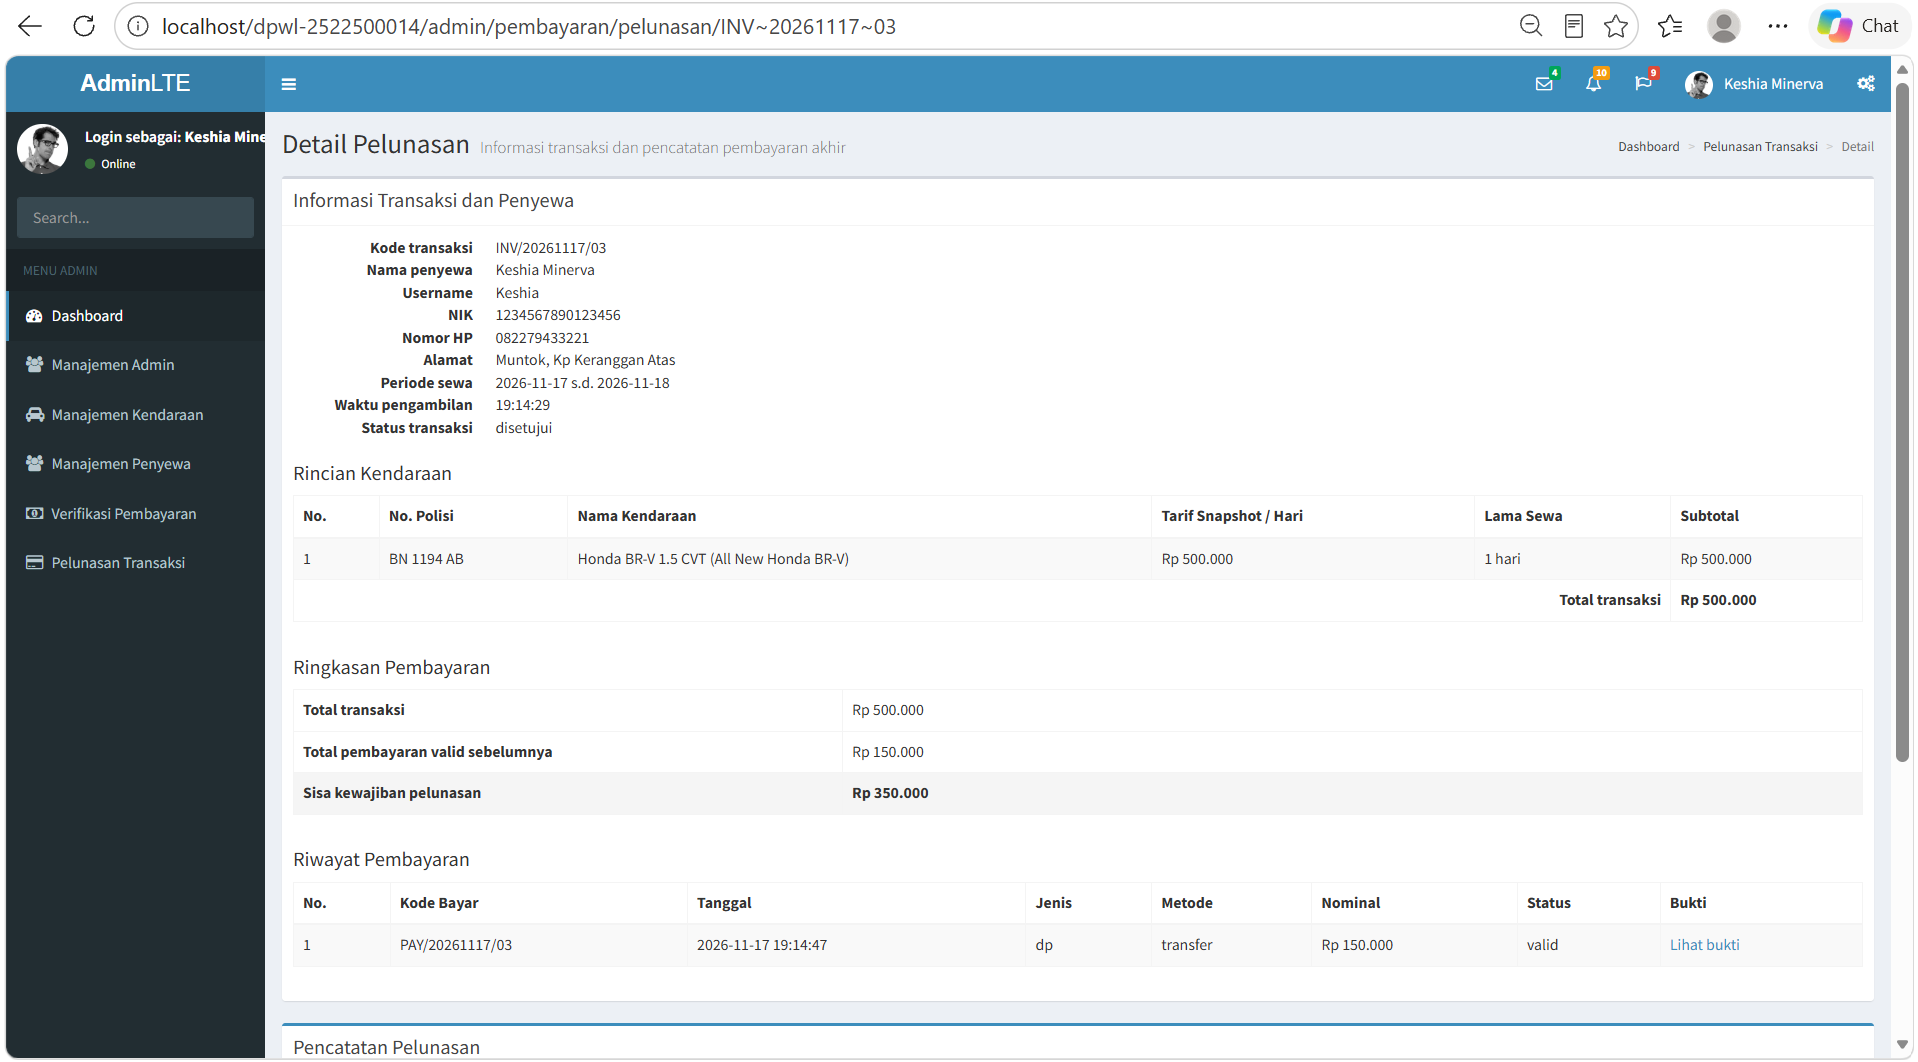 localhost/dpwl-2522500014/admin/pembayaran/pelunasan/INV~20261117~03
Chat
AdminLTE
4
10
9
Keshia Minerva
Login sebagai: Keshia Mine
Online
Search...
MENU ADMIN
Dashboard
Manajemen Admin
Manajemen Kendaraan
Manajemen Penyewa
Verifikasi Pembayaran
Pelunasan Transaksi
Detail Pelunasan Informasi transaksi dan pencatatan pembayaran akhir
Dashboard > Pelunasan Transaksi > Detail
Informasi Transaksi dan Penyewa
Kode transaksi INV/20261117/03
Nama penyewa Keshia Minerva
Username Keshia
NIK 1234567890123456
Nomor HP 082279433221
Alamat Muntok, Kp Keranggan Atas
Periode sewa 2026-11-17 s.d. 2026-11-18
Waktu pengambilan 19:14:29
Status transaksi disetujui
Rincian Kendaraan
No. No. Polisi Nama Kendaraan Tarif Snapshot / Hari Lama Sewa Subtotal
1 BN 1194 AB Honda BR-V 1.5 CVT (All New Honda BR-V) Rp 500.000 1 hari Rp 500.000
Total transaksi Rp 500.000
Ringkasan Pembayaran
Total transaksi Rp 500.000
Total pembayaran valid sebelumnya Rp 150.000
Sisa kewajiban pelunasan Rp 350.000
Riwayat Pembayaran
No. Kode Bayar Tanggal Jenis Metode Nominal Status Bukti
1 PAY/20261117/03 2026-11-17 19:14:47 dp transfer Rp 150.000 valid Lihat bukti
Pencatatan Pelunasan